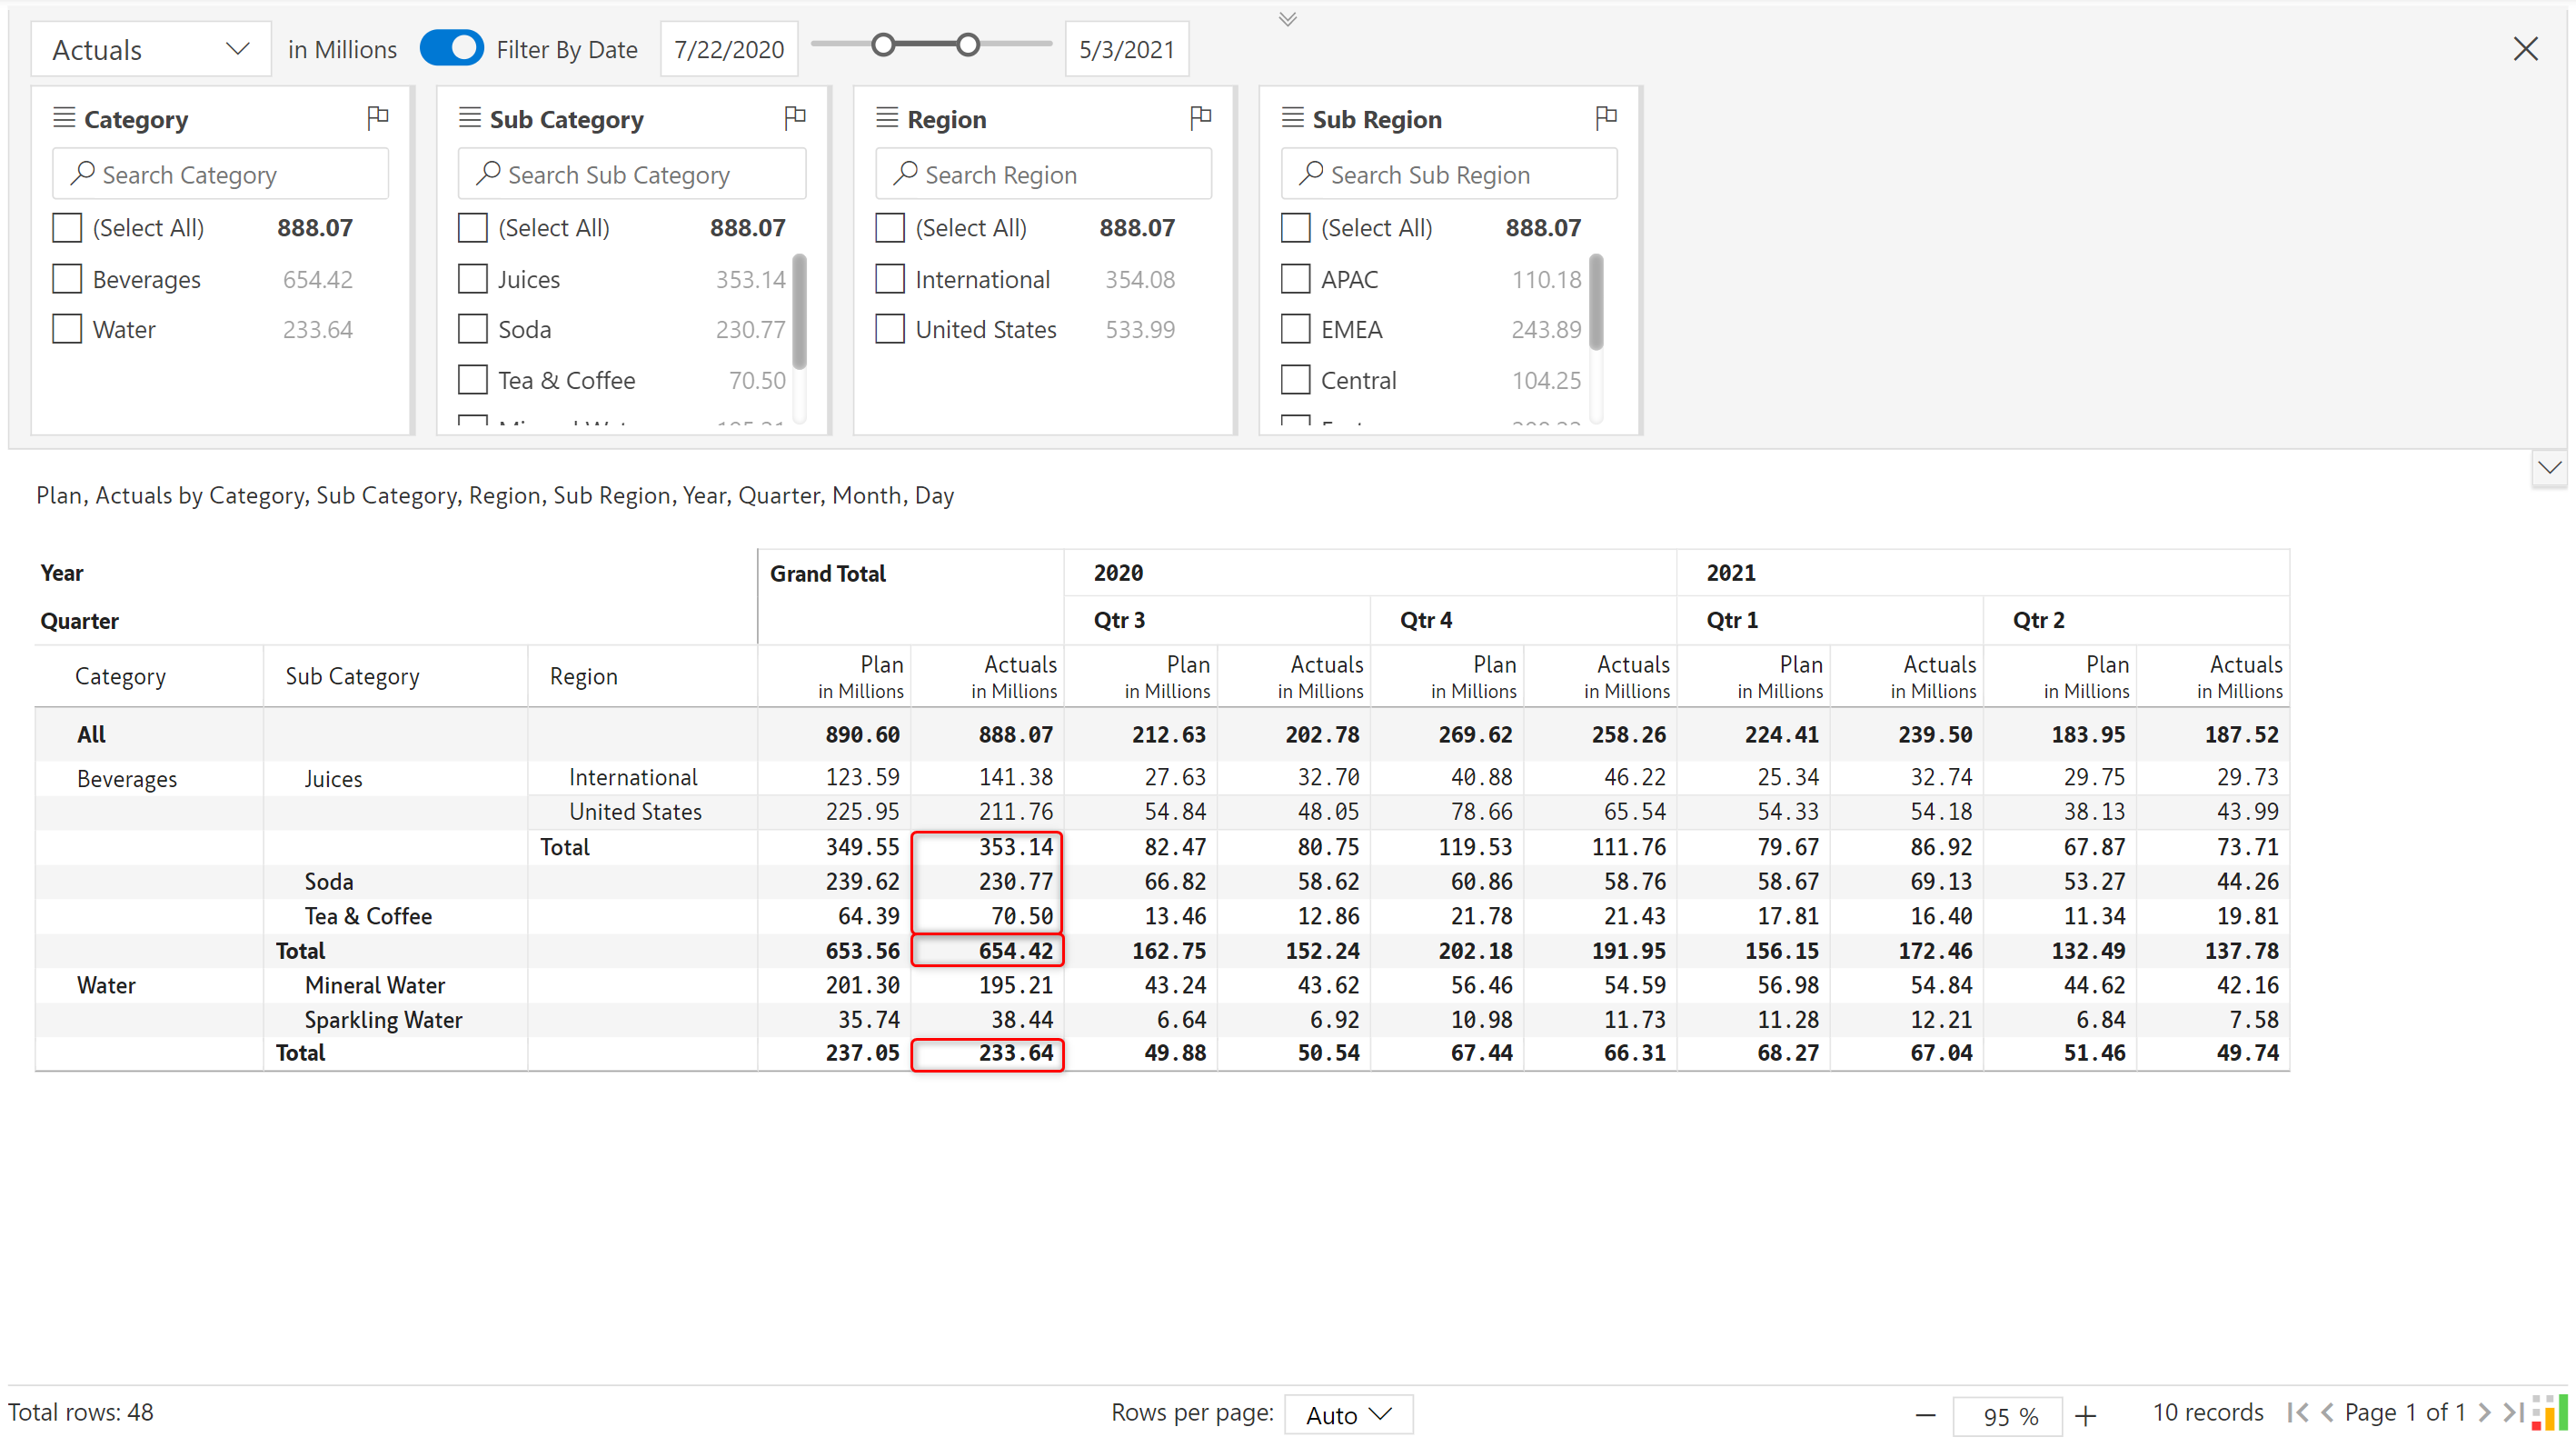 Actuals in Millions Filter By Date 7/22/2020 5/3/2021
Category Sub Category Region Sub Region
Search Category Search Sub Category Search Region Search Sub Region
(Select All) 888.07 (Select All) 888.07 (Select All) 888.07 (Select All) 888.07
Beverages 654.42 Juices 353.14 International 354.08 APAC 110.18
Water 233.64 Soda 230.77 United States 533.99 EMEA 243.89
Tea & Coffee 70.50 Central 104.25
Plan, Actuals by Category, Sub Category, Region, Sub Region, Year, Quarter, Month, Day
Year Grand Total 2020 2021
Quarter Qtr 3 Qtr 4 Qtr 1 Qtr 2
Category Sub Category Region Plan Actuals Plan Actuals Plan Actuals Plan Actuals Plan Actuals
in Millions in Millions in Millions in Millions in Millions in Millions in Millions in Millions in Millions in Millions
All 890.60 888.07 212.63 202.78 269.62 258.26 224.41 239.50 183.95 187.52
Beverages Juices International 123.59 141.38 27.63 32.70 40.88 46.22 25.34 32.74 29.75 29.73
United States 225.95 211.76 54.84 48.05 78.66 65.54 54.33 54.18 38.13 43.99
Total 349.55 353.14 82.47 80.75 119.53 111.76 79.67 86.92 67.87 73.71
Soda 239.62 230.77 66.82 58.62 60.86 58.76 58.67 69.13 53.27 44.26
Tea & Coffee 64.39 70.50 13.46 12.86 21.78 21.43 17.81 16.40 11.34 19.81
Total 653.56 654.42 162.75 152.24 202.18 191.95 156.15 172.46 132.49 137.78
Water Mineral Water 201.30 195.21 43.24 43.62 56.46 54.59 56.98 54.84 44.62 42.16
Sparkling Water 35.74 38.44 6.64 6.92 10.98 11.73 11.28 12.21 6.84 7.58
Total 237.05 233.64 49.88 50.54 67.44 66.31 68.27 67.04 51.46 49.74
Total rows: 48 Rows per page: Auto 95 % 10 records Page 1 of 1